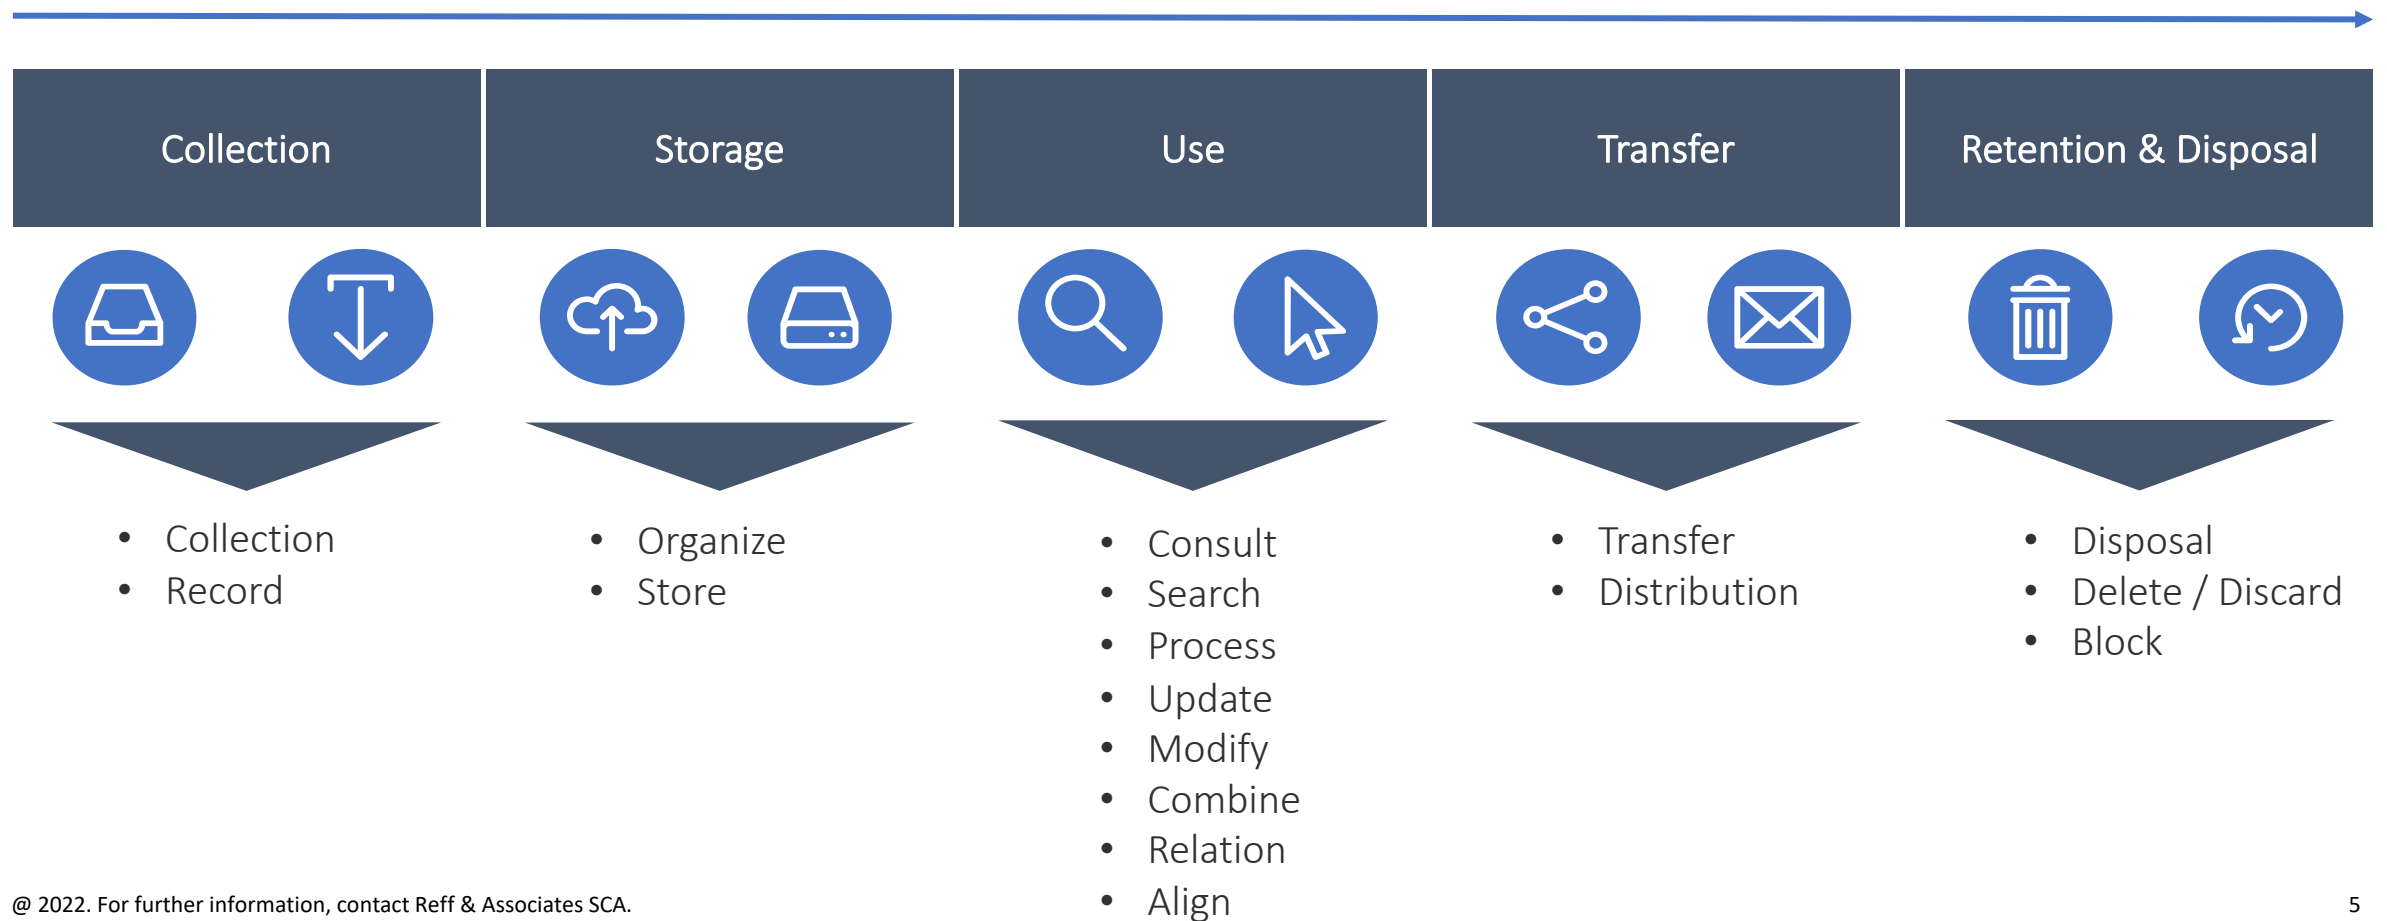 Collection
Storage
Use
Transfer
Retention & Disposal
• Collection
• Record
• Organize
• Store
• Consult
• Search
• Process
• Update
• Modify
• Combine
• Relation
• Align
• Transfer
• Distribution
• Disposal
• Delete / Discard
• Block
@ 2022. For further information, contact Reff & Associates SCA.
5